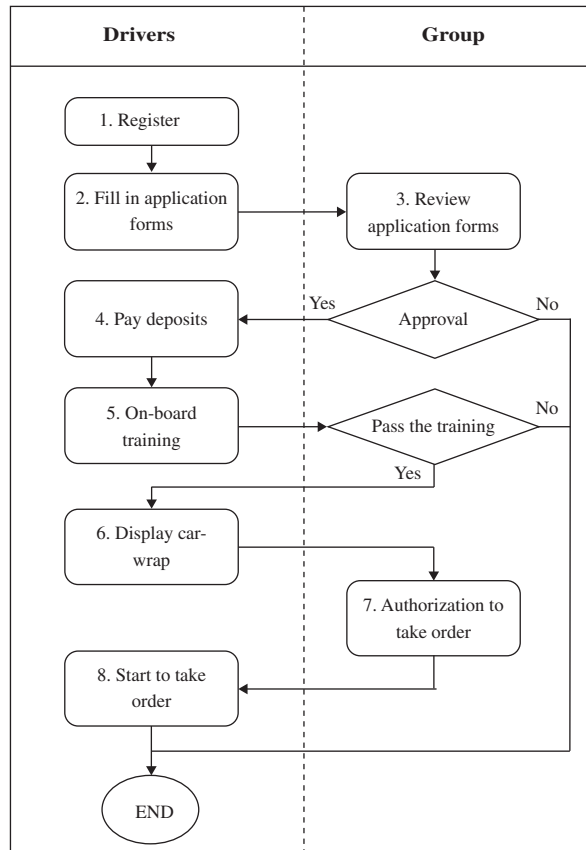 Drivers
Group
1. Register
2. Fill in application
forms
3. Review
application forms
Yes
No
4. Pay deposits
Approval
5. On-board
training
Pass the training
No
Yes
6. Display car-
wrap
7. Authorization to
take order
8. Start to take
order
END